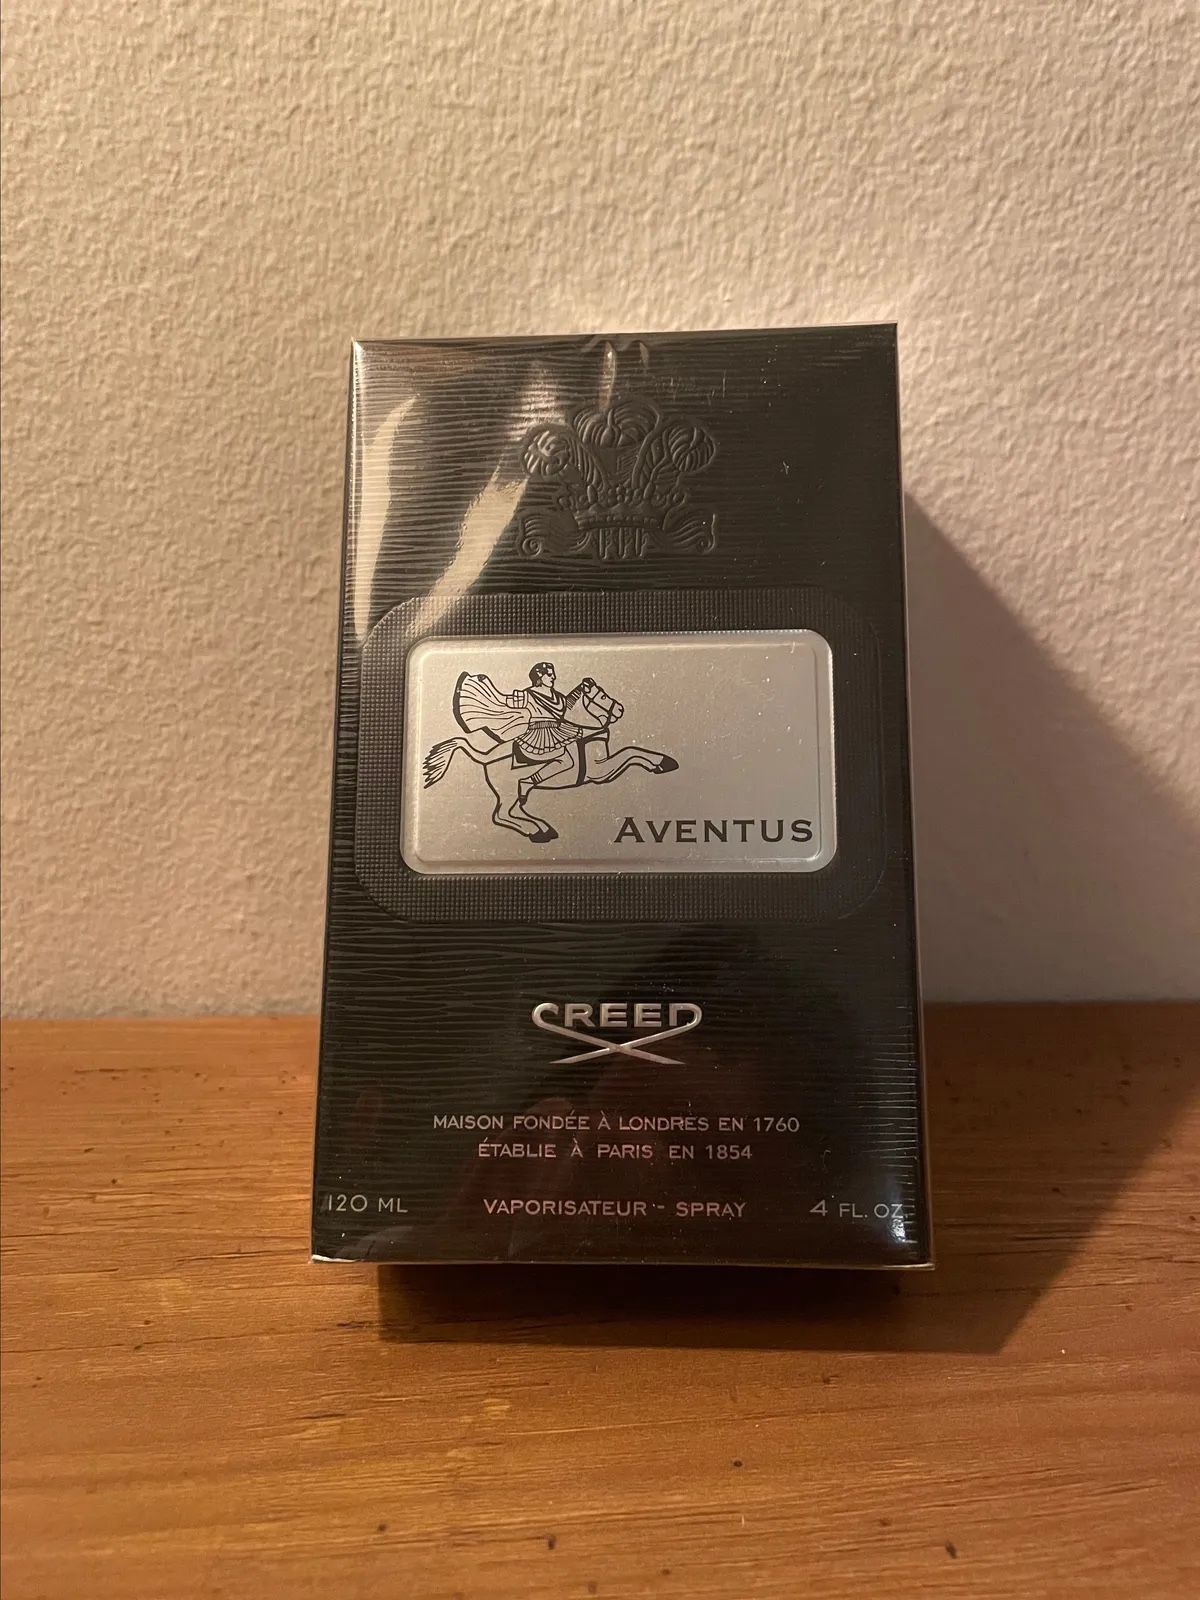 AVENTUS
CREED
MAISON FONDÉE À LONDRES EN 1760
ÉTABLIE À PARIS EN 1854
120 ML VAPORISATEUR - SPRAY 4 FL. OZ.